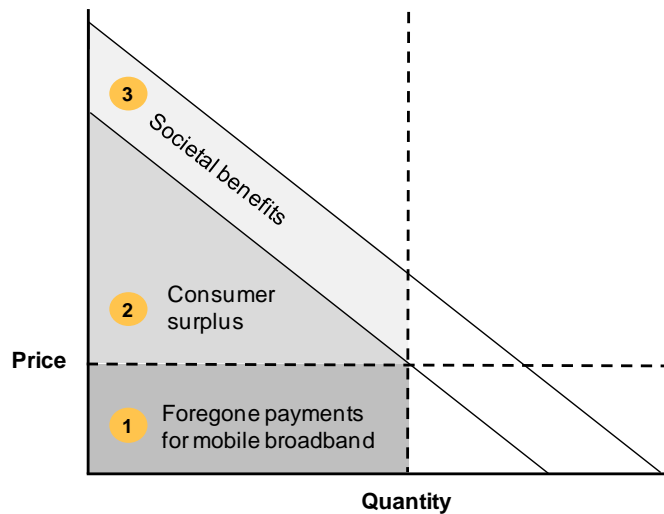 3
Societal benefits
2
Consumer
surplus
Price
1
Foregone payments
for mobile broadband
Quantity